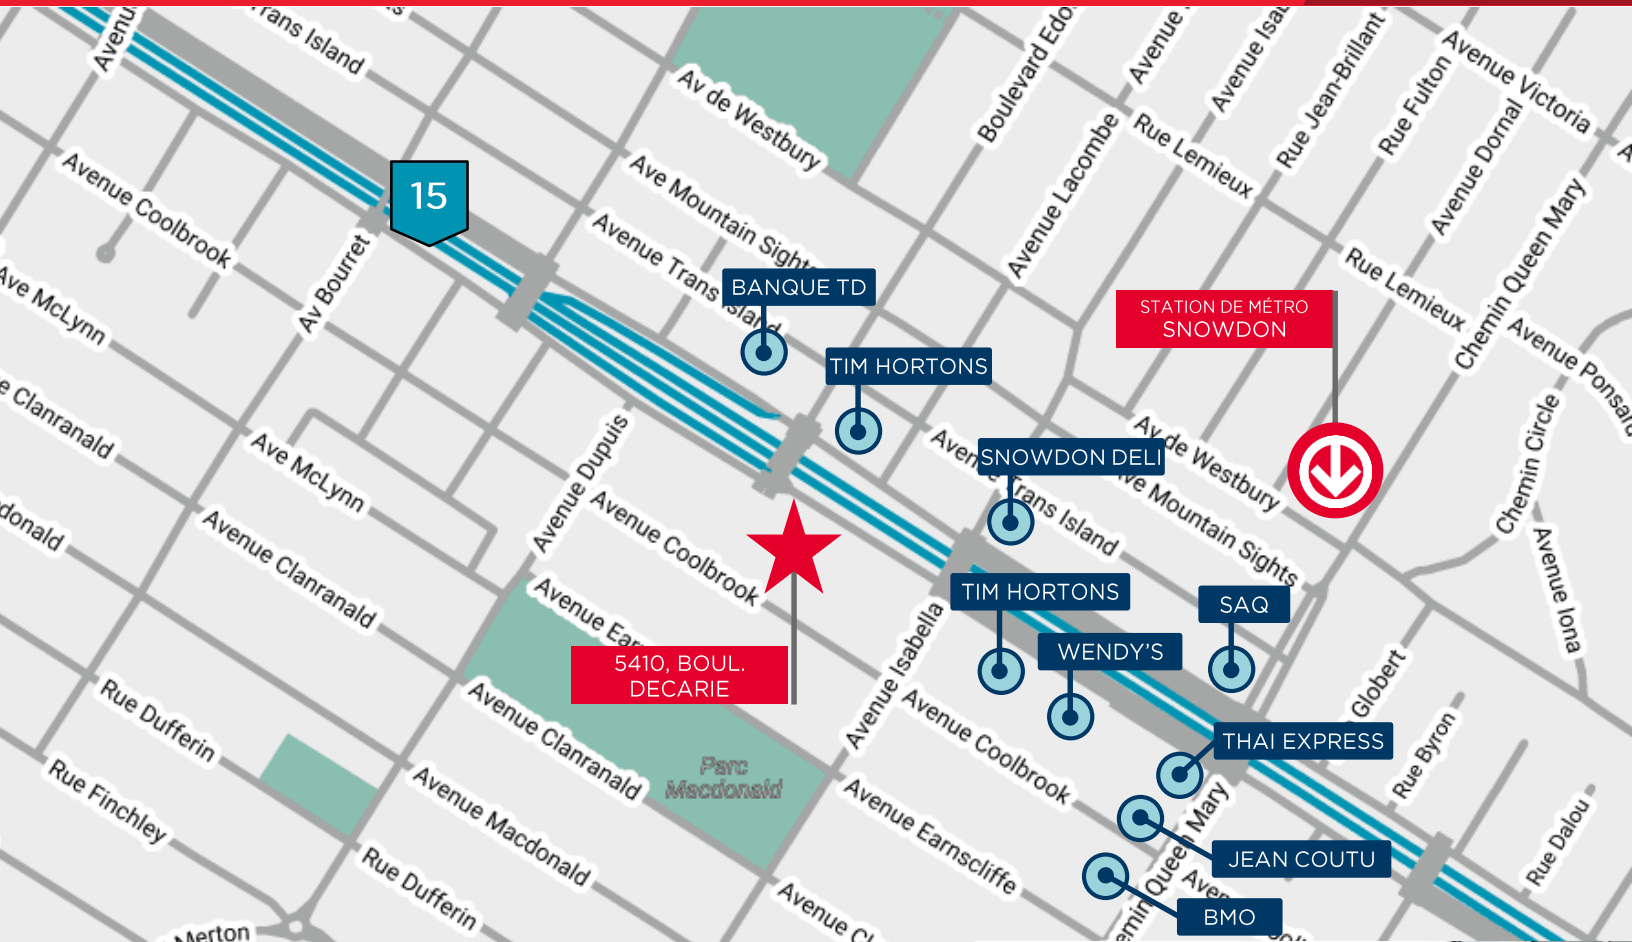 Trans Island
Av de Westbury
Avenue Lacombe
Rue Lemieux
Rue Jean-Brillant
Rue Fulton
Avenue Victoria
Avenue Dornal
Chemin Queen Mary
15
Avenue Coolbrook
Av Bourret
Ave McLynn
Ave Mountain Sights
Avenue Trans Island
BANQUE TD
TIM HORTONS
STATION DE MÉTRO
SNOWDON
Rue Lemieux
Avenue Ponsard
Chemin Circle
Avenue Iona
Av de Westbury
SNOWDON DELI
Trans Island
Mountain Sights
Clanranald
Ave McLynn
Avenue Dupuis
Avenue Coolbrook
Avenue Clanranald
TIM HORTONS
SAQ
WENDY'S
5410, BOUL.
DECARIE
Avenue Isabella
Avenue Clanranald
Parc
Macdonald
Avenue Coolbrook
Globert
Rue Byron
Rue Dalou
THAI EXPRESS
Rue Dufferin
Rue Finchley
Avenue Macdonald
Rue Dufferin
Avenue Earnscliffe
Queen Mary
JEAN COUTU
BMO
Merton